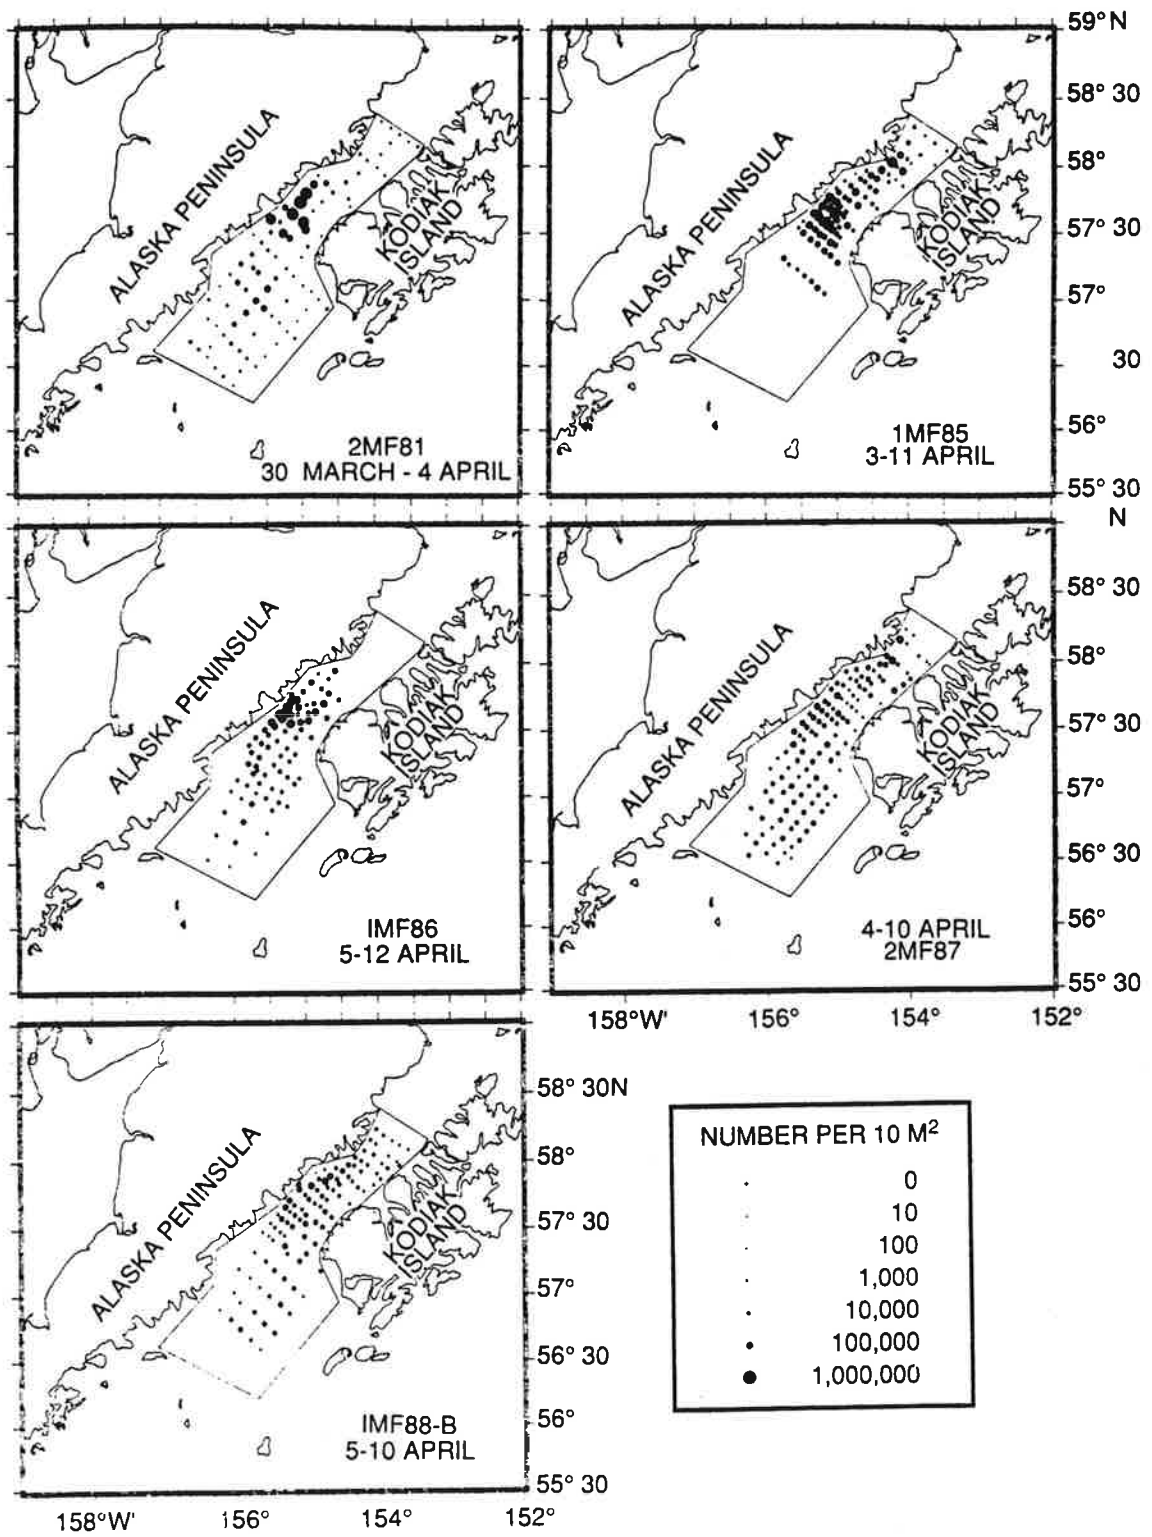 59° N
58° 30
58°
57° 30
57°
30
56°
55° 30
ALASKA PENINSULA
KODIAK
ISLAND
2MF81
30 MARCH - 4 APRIL
ALASKA PENINSULA
KODIAK
ISLAND
1MF85
3-11 APRIL
N
58° 30
58°
57° 30
57°
56° 30
56°
55° 30
ALASKA PENINSULA
KODIAK
ISLAND
IMF86
5-12 APRIL
ALASKA PENINSULA
KODIAK
ISLAND
4-10 APRIL
2MF87
158°W'
156°
154°
152°
58° 30N
58°
57° 30
57°
56° 30
56°
55° 30
ALASKA PENINSULA
KODIAK
ISLAND
IMF88-B
5-10 APRIL
158°W'
156°
154°
152°
NUMBER PER 10 M²
0
10
100
1,000
10,000
100,000
1,000,000